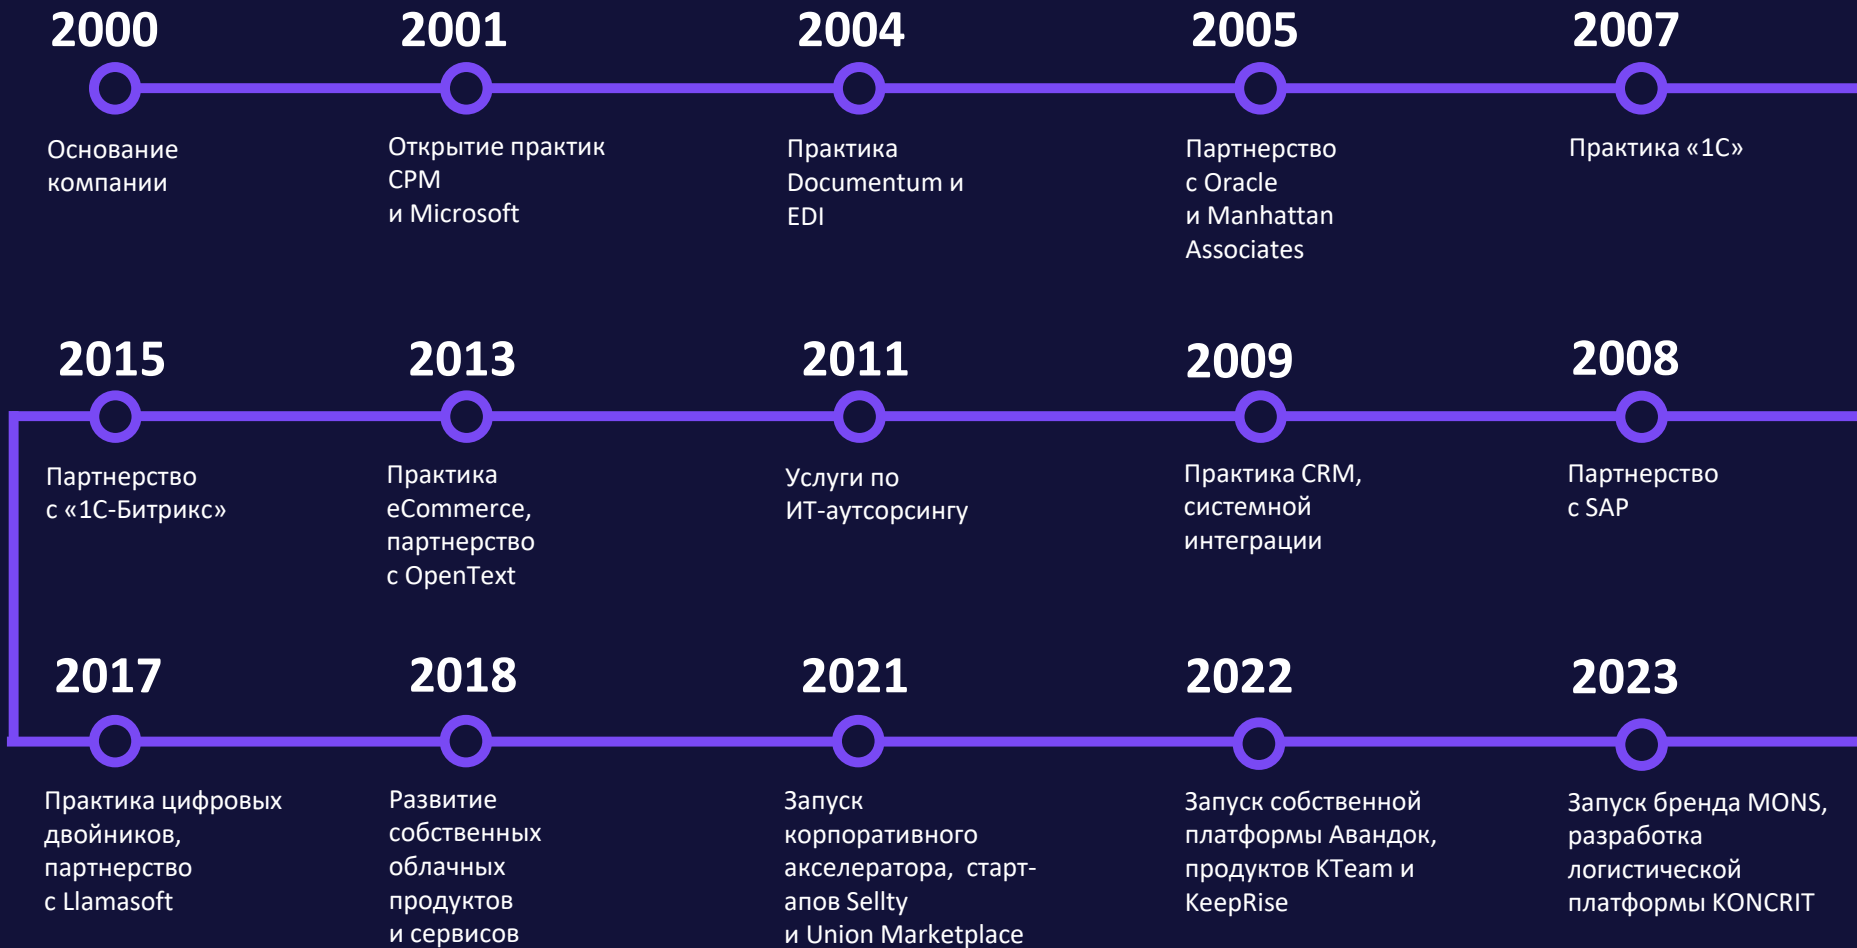 2000
Основание
компании
2001
Открытие практик
CPM
и Microsoft
2004
Практика
Documentum и
EDI
2005
Партнерство
с Oracle
и Manhattan
Associates
2007
Практика «1С»
2015
Партнерство
с «1С-Битрикс»
2013
Практика
eCommerce,
партнерство
с OpenText
2011
Услуги по
ИТ-аутсорсингу
2009
Практика CRM,
системной
интеграции
2008
Партнерство
с SAP
2017
Практика цифровых
двойников,
партнерство
с Llamasoft
2018
Развитие
собственных
облачных
продуктов
и сервисов
2021
Запуск
корпоративного
акселератора, старт-
апов Sellty
и Union Marketplace
2022
Запуск собственной
платформы Авандок,
продуктов KTeam и
KeepRise
2023
Запуск бренда MONS,
разработка
логистической
платформы KONCRIT